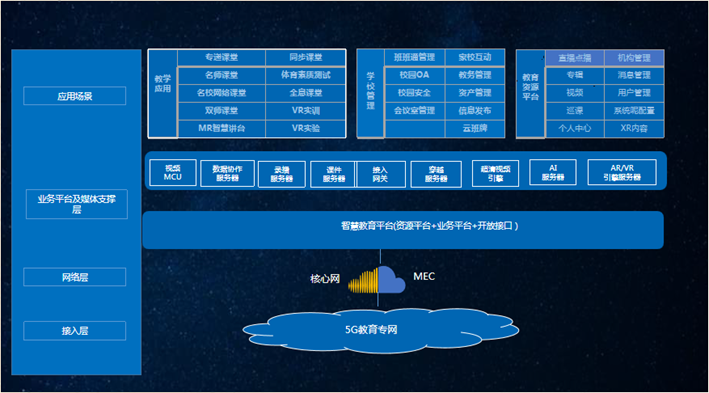 应用场景
业务平台及媒体支撑
层
网络层
接入层
教学
应用
专递课堂
同步课堂
名师课堂
体育素质测试
名校网络课堂
全息课堂
双师课堂
VR实训
MR智慧讲台
VR实验
学
校
管
理
班班通管理
家校互动
校园OA
教务管理
校园安全
资产管理
会议室管理
信息发布
云班牌
教育
资源
平台
直播点播
机构管理
专辑
消息管理
视频
用户管理
巡课
系统呢配置
个人中心
XR内容
视频
MCU
数据协作
服务器
录播
服务器
课件
服务器
接入
网关
穿越
服务器
超清视频
引擎
AI
服务器
AR/VR
引擎服务器
智慧教育平台(资源平台+业务平台+开放接口）
核心网
MEC
5G教育专网